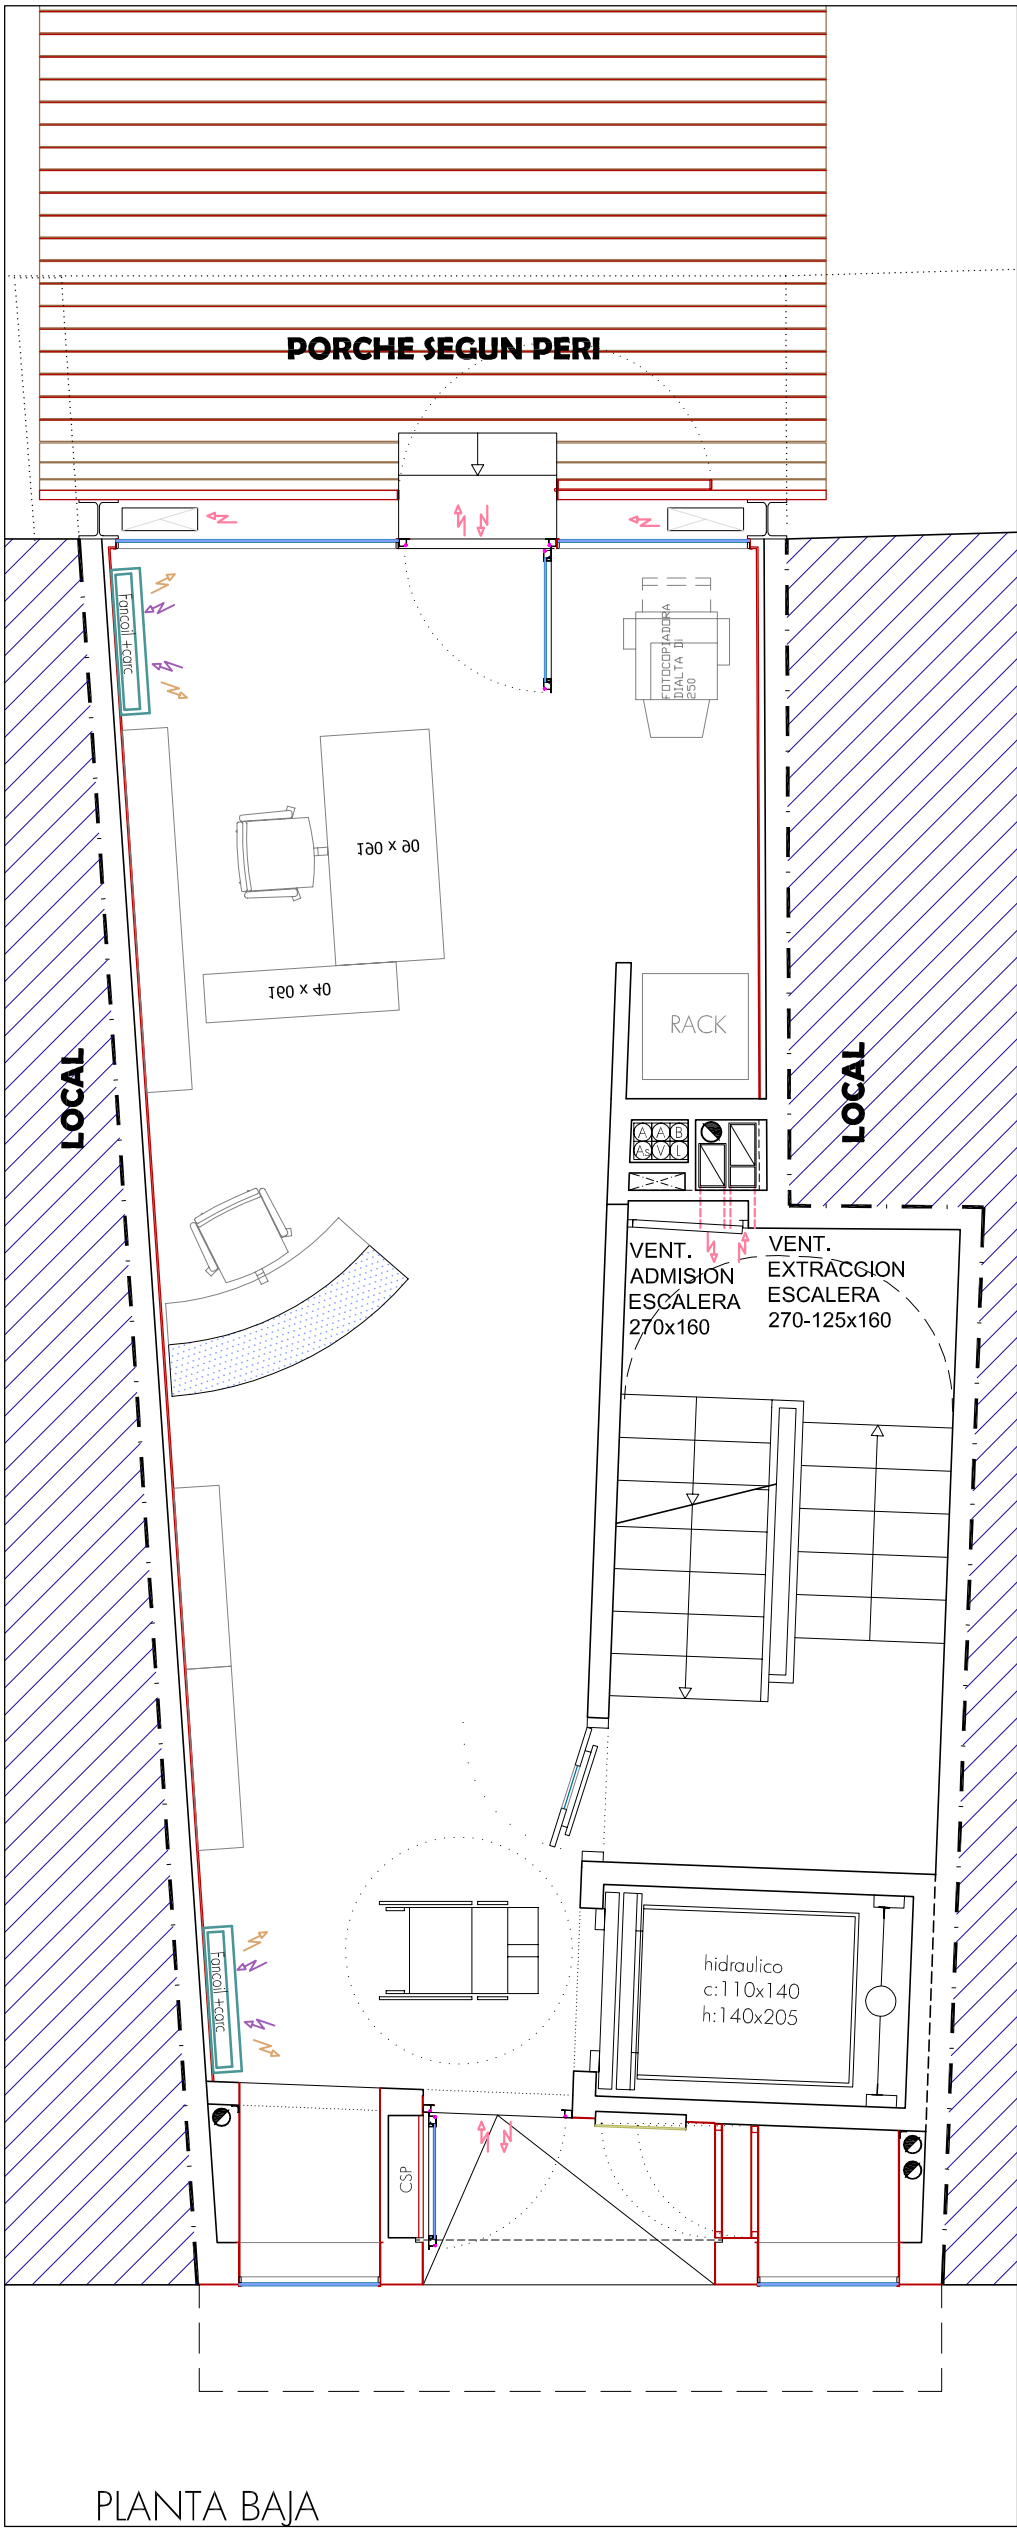 PORCHE SEGUN PERI
Fancoil +carc
FOTOCOPIADORA
DIALTA Di
250
190 x 90
160 x 40
RACK
LOCAL
LOCAL
A A B
As V L
VENT.
ADMISION
ESCALERA
270x160
VENT.
EXTRACCION
ESCALERA
270-125x160
Fancoil +carc
hidraulico
c:110x140
h:140x205
CSP
PLANTA BAJA